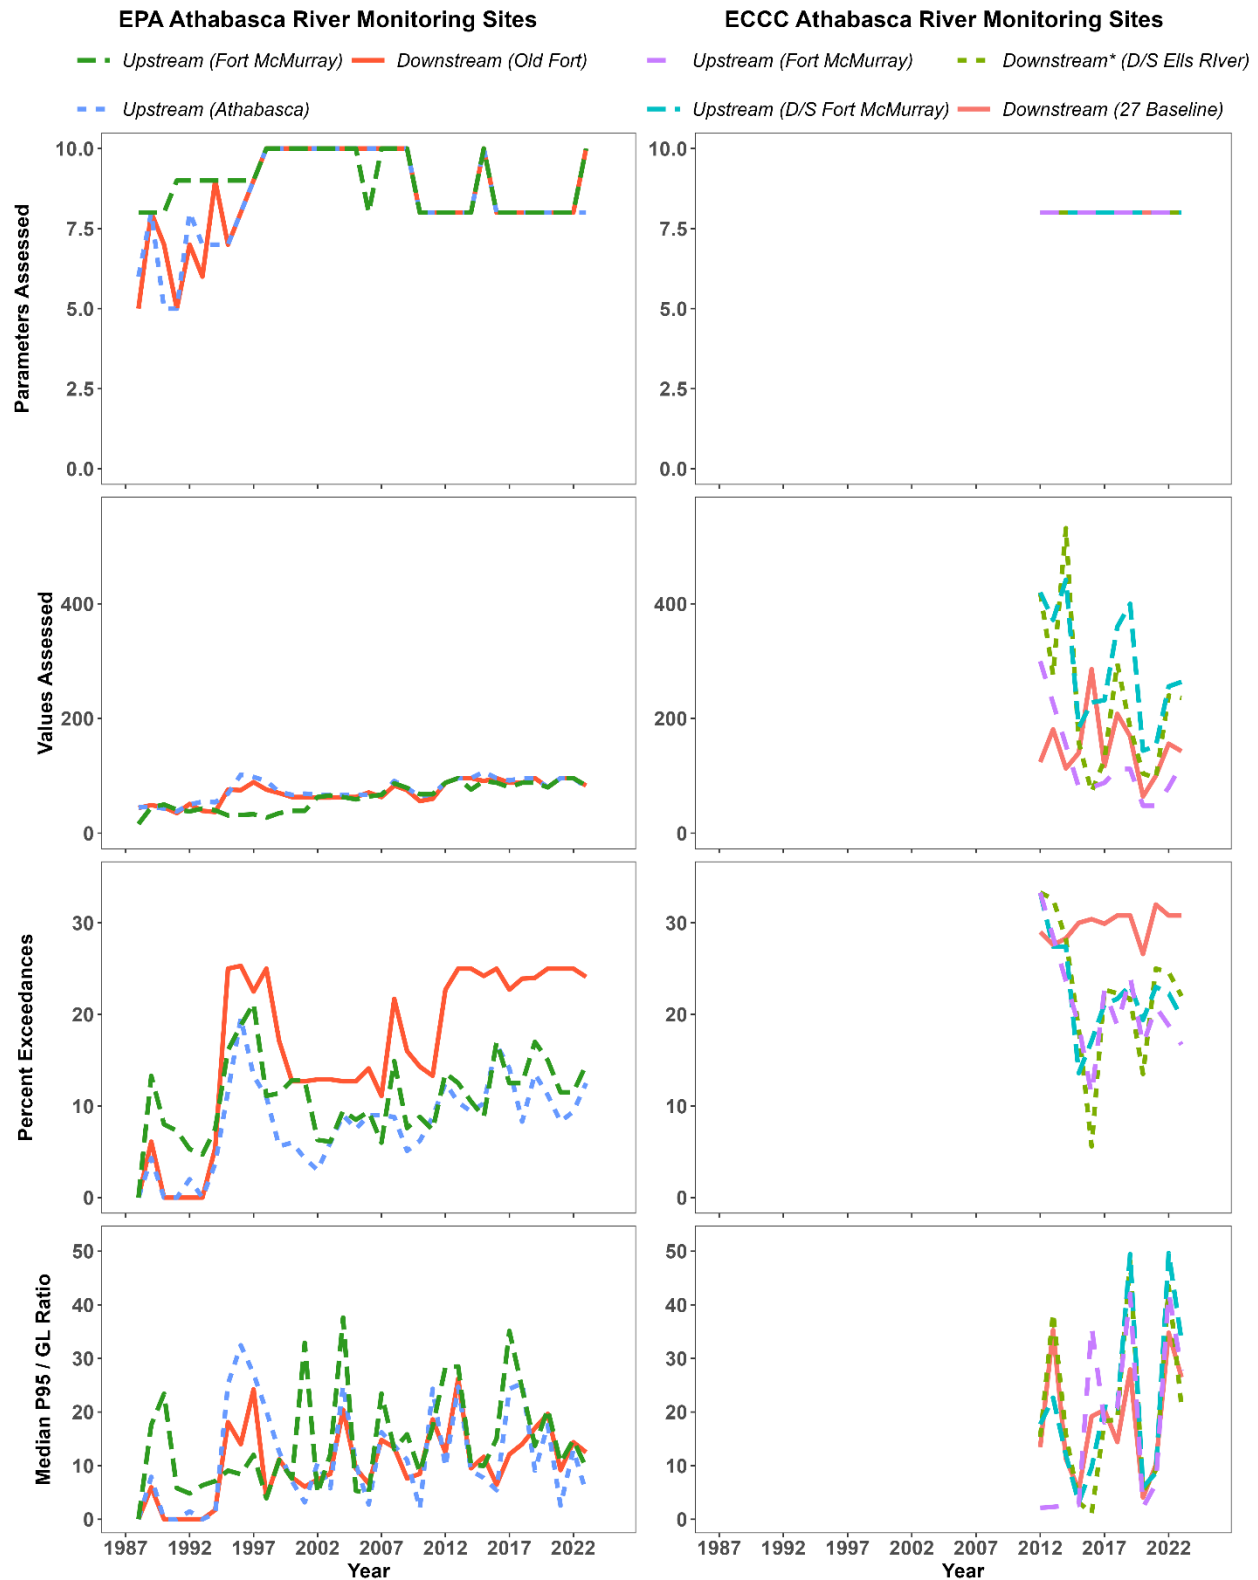 EPA Athabasca River Monitoring Sites
Upstream (Fort McMurray) Downstream (Old Fort)
Upstream (Athabasca)
ECCC Athabasca River Monitoring Sites
Upstream (Fort McMurray) Downstream* (D/S Ells RIver)
Upstream (D/S Fort McMurray) Downstream (27 Baseline)
Parameters Assessed
10.0
7.5
5.0
2.5
0.0
10.0
7.5
5.0
2.5
0.0
Values Assessed
400
200
0
400
200
0
Percent Exceedances
30
20
10
0
30
20
10
0
Median P95 / GL Ratio
50
40
30
20
10
0
50
40
30
20
10
0
1987 1992 1997 2002 2007 2012 2017 2022
Year
1987 1992 1997 2002 2007 2012 2017 2022
Year